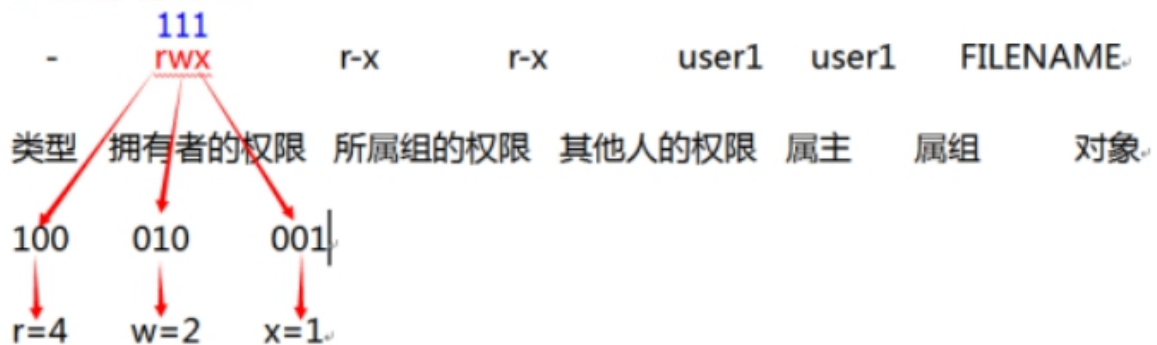 111
- rwx r-x r-x user1 user1 FILENAME
类型 拥有者的权限 所属组的权限 其他人的权限 属主 属组 对象
100 010 001
r=4 w=2 x=1